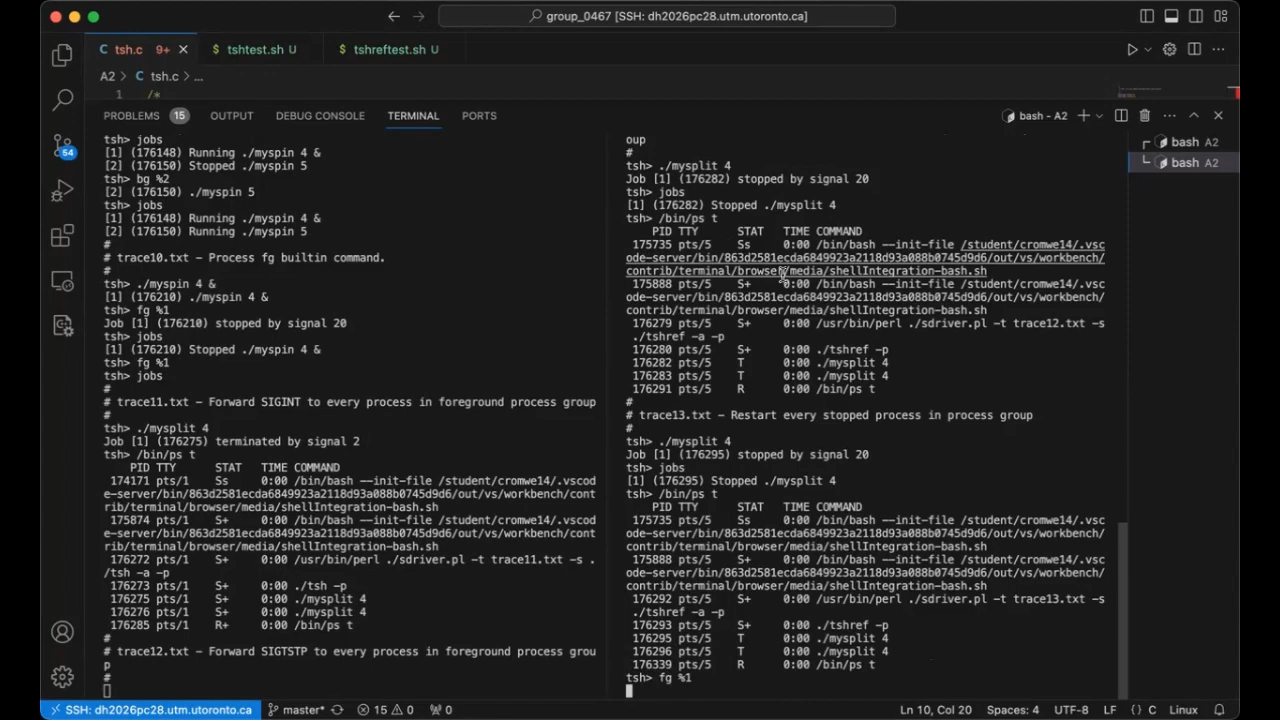 group_0467 [SSH: dh2026pc28.utm.utoronto.ca]
tsh.c 9+
tshtest.sh U
tshreftest.sh U
A2 > C tsh.c > ...
1 /*
PROBLEMS 15 OUTPUT DEBUG CONSOLE TERMINAL PORTS
bash - A2
54
tsh> jobs
[1] (176148) Running ./myspin 4 &
[2] (176150) Stopped ./myspin 5
tsh> bg %2
[2] (176150) ./myspin 5
tsh> jobs
[1] (176148) Running ./myspin 4 &
[2] (176150) Running ./myspin 5
#
# trace10.txt - Process fg builtin command.
#
tsh> ./myspin 4 &
[1] (176210) ./myspin 4 &
tsh> fg %1
Job [1] (176210) stopped by signal 20
tsh> jobs
[1] (176210) Stopped ./myspin 4 &
tsh> fg %1
tsh> jobs
#
# trace11.txt - Forward SIGINT to every process in foreground process group
#
tsh> ./mysplit 4
Job [1] (176275) terminated by signal 2
tsh> /bin/ps t
PID TTY STAT TIME COMMAND
174171 pts/1 Ss 0:00 /bin/bash --init-file /student/cromwe14/.vscod
e-server/bin/863d2581ecda6849923a2118d93a088b0745d9d6/out/vs/workbench/cont
rib/terminal/browser/media/shellIntegration-bash.sh
175874 pts/1 S+ 0:00 /bin/bash --init-file /student/cromwe14/.vscod
e-server/bin/863d2581ecda6849923a2118d93a088b0745d9d6/out/vs/workbench/cont
rib/terminal/browser/media/shellIntegration-bash.sh
176272 pts/1 S+ 0:00 /usr/bin/perl ./sdriver.pl -t trace11.txt -s .
/tsh -a -p
176273 pts/1 S+ 0:00 ./tsh -p
176275 pts/1 S+ 0:00 ./mysplit 4
176276 pts/1 S+ 0:00 ./mysplit 4
176285 pts/1 R+ 0:00 /bin/ps t
#
# trace12.txt - Forward SIGTSTP to every process in foreground process grou
p
#
oup
#
tsh> ./mysplit 4
Job [1] (176282) stopped by signal 20
tsh> jobs
[1] (176282) Stopped ./mysplit 4
tsh> /bin/ps t
PID TTY STAT TIME COMMAND
175735 pts/5 Ss 0:00 /bin/bash --init-file /student/cromwe14/.vsc
ode-server/bin/863d2581ecda6849923a2118d93a088b0745d9d6/out/vs/workbench/
contrib/terminal/browser/media/shellIntegration-bash.sh
175888 pts/5 S+ 0:00 /bin/bash --init-file /student/cromwe14/.vsc
ode-server/bin/863d2581ecda6849923a2118d93a088b0745d9d6/out/vs/workbench/
contrib/terminal/browser/media/shellIntegration-bash.sh
176279 pts/5 S+ 0:00 /usr/bin/perl ./sdriver.pl -t trace12.txt -s
./tshref -a -p
176280 pts/5 S+ 0:00 ./tshref -p
176282 pts/5 T 0:00 ./mysplit 4
176283 pts/5 T 0:00 ./mysplit 4
176291 pts/5 R 0:00 /bin/ps t
#
# trace13.txt - Restart every stopped process in process group
#
tsh> ./mysplit 4
Job [1] (176295) stopped by signal 20
tsh> jobs
[1] (176295) Stopped ./mysplit 4
tsh> /bin/ps t
PID TTY STAT TIME COMMAND
175735 pts/5 Ss 0:00 /bin/bash --init-file /student/cromwe14/.vsc
ode-server/bin/863d2581ecda6849923a2118d93a088b0745d9d6/out/vs/workbench/
contrib/terminal/browser/media/shellIntegration-bash.sh
175888 pts/5 S+ 0:00 /bin/bash --init-file /student/cromwe14/.vsc
ode-server/bin/863d2581ecda6849923a2118d93a088b0745d9d6/out/vs/workbench/
contrib/terminal/browser/media/shellIntegration-bash.sh
176292 pts/5 S+ 0:00 /usr/bin/perl ./sdriver.pl -t trace13.txt -s
./tshref -a -p
176293 pts/5 S+ 0:00 ./tshref -p
176295 pts/5 T 0:00 ./mysplit 4
176296 pts/5 T 0:00 ./mysplit 4
176339 pts/5 R 0:00 /bin/ps t
tsh> fg %1
bash A2
bash A2
SSH: dh2026pc28.utm.utoronto.ca master* 15 0 0 Ln 10, Col 20 Spaces: 4 UTF-8 LF {} C Linux